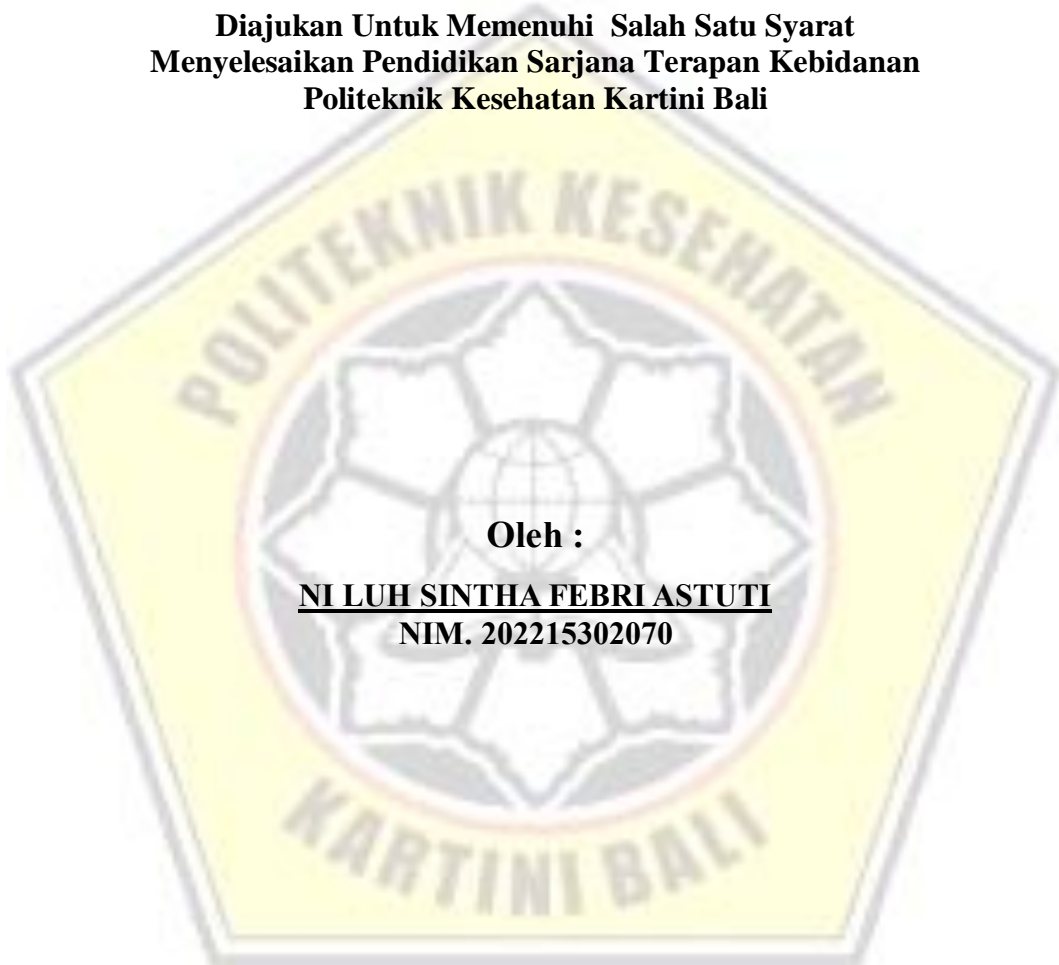 Diajukan Untuk Memenuhi Salah Satu Syarat
Menyelesaikan Pendidikan Sarjana Terapan Kebidanan
Politeknik Kesehatan Kartini Bali
POLITEKNIK KESEHATAN
Oleh :
NI LUH SINTHA FEBRI ASTUTI
NIM. 202215302070
KARTINI BALI